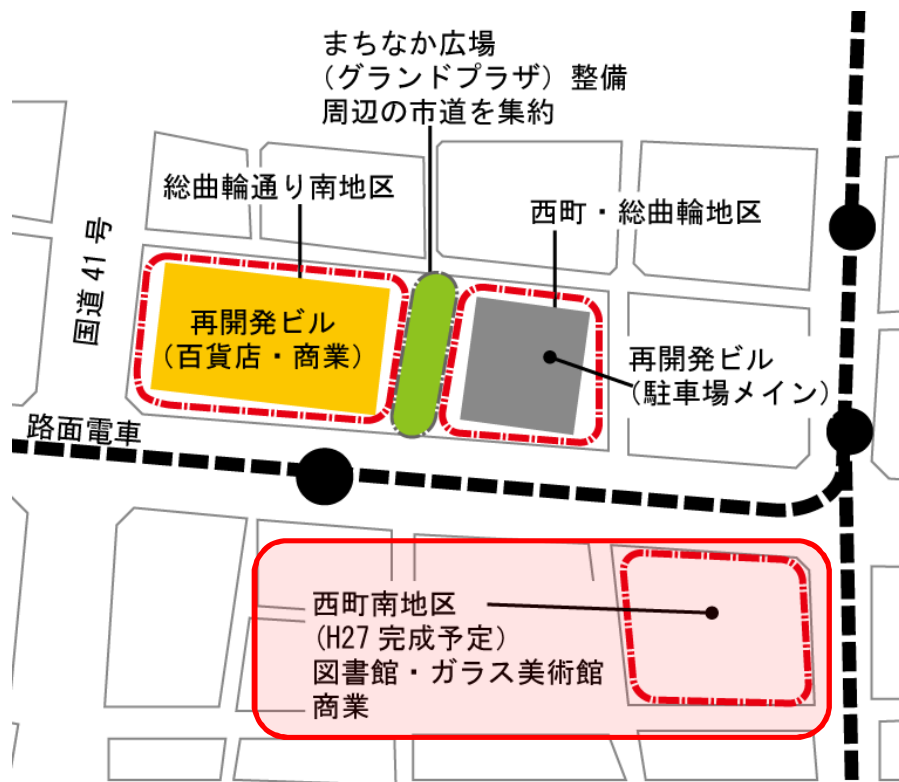 まちなか広場
(グランドプラザ)整備
周辺の市道を集約
総曲輪通り南地区
西町・総曲輪地区
国道41号
再開発ビル
(百貨店・商業)
再開発ビル
(駐車場メイン)
路面電車
西町南地区
(H27完成予定)
図書館・ガラス美術館
商業